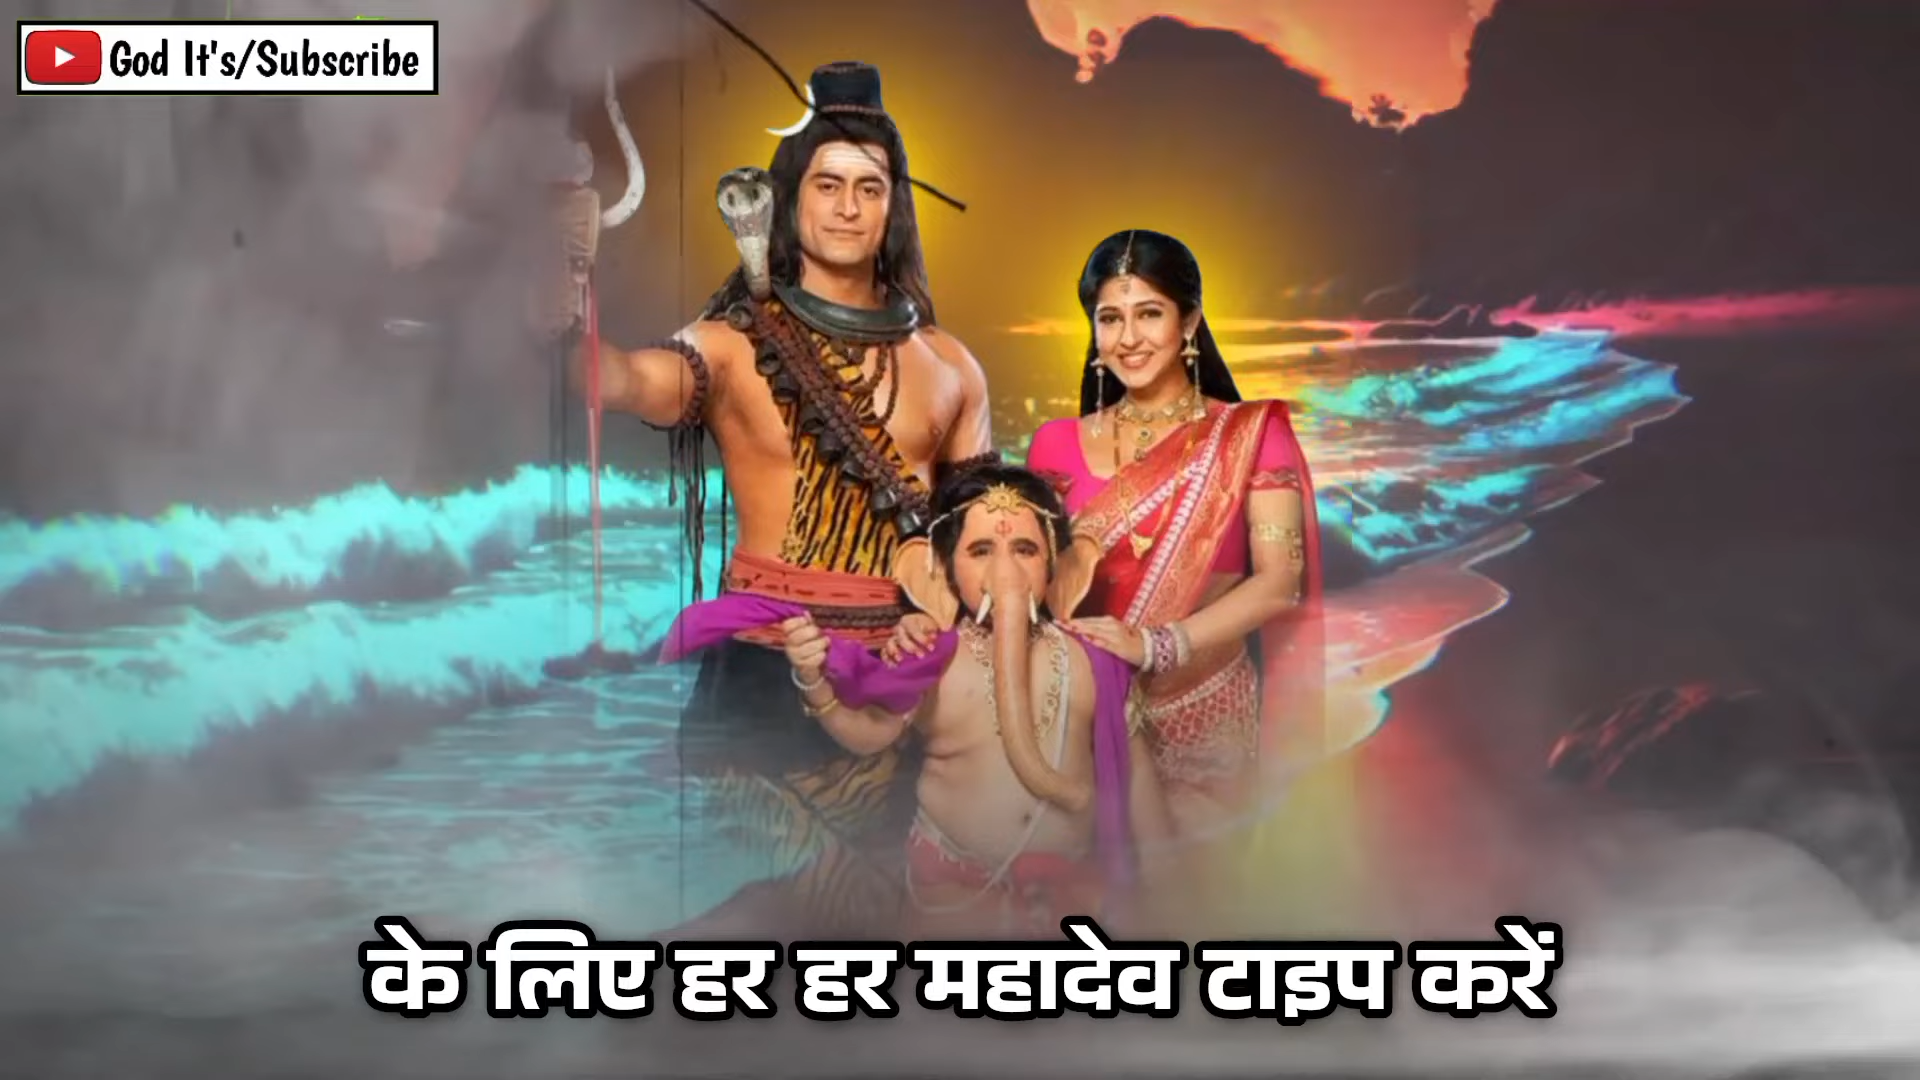 God It's/Subscribe
के लिए हर हर महादेव टाइप करें